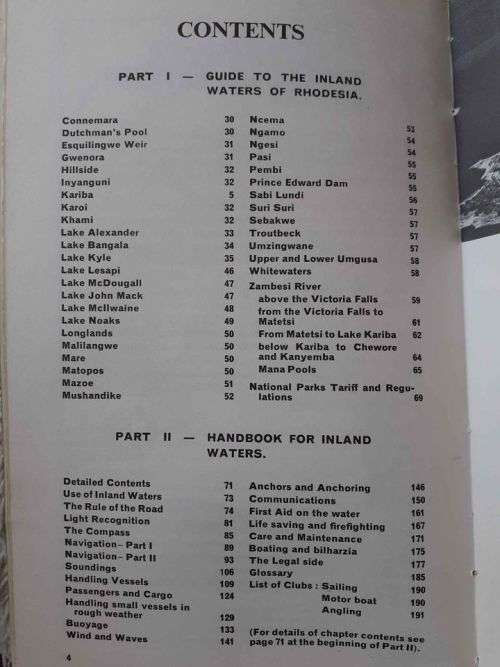 CONTENTS
PART I — GUIDE TO THE INLAND
WATERS OF RHODESIA.
Connemara 30
Dutchman's Pool 30
Esquilingwe Weir 31
Gwenora 31
Hillside 32
Inyanguni 32
Kariba 5
Karoi 32
Khami 32
Lake Alexander 33
Lake Bangala 34
Lake Kyle 35
Lake Lesapi 46
Lake McDougall 47
Lake John Mack 47
Lake McIlwaine 48
Lake Noaks 49
Longlands 50
Malilangwe 50
Mare 50
Matopos 50
Mazoe 51
Mushandike 52
Ncema 51
Ngamo 54
Ngesi 54
Pasi 55
Pembi 55
Prince Edward Dam 55
Sabi Lundi 56
Suri Suri 57
Sebakwe 57
Troutbeck 57
Umzingwane 57
Upper and Lower Umgusa 58
Whitewaters 58
Zambesi River
above the Victoria Falls 59
from the Victoria Falls to
Matetsi 61
From Matetsi to Lake Kariba 62
below Kariba to Chewore
and Kanyemba 64
Mana Pools 65
National Parks Tariff and Regu-
lations 69
PART II — HANDBOOK FOR INLAND
WATERS.
Detailed Contents 71
Use of Inland Waters 73
The Rule of the Road 74
Light Recognition 81
The Compass 85
Navigation–Part I 89
Navigation–Part II 93
Soundings 106
Handling Vessels 109
Passengers and Cargo 124
Handling small vessels in
rough weather 129
Buoyage 133
Wind and Waves 141
Anchors and Anchoring 146
Communications 150
First Aid on the water 161
Life saving and firefighting 167
Care and Maintenance 171
Boating and bilharzia 175
The Legal side 177
Glossary 185
List of Clubs : Sailing 190
Motor boat 190
Angling 191
(For details of chapter contents see
page 71 at the beginning of Part II).
4